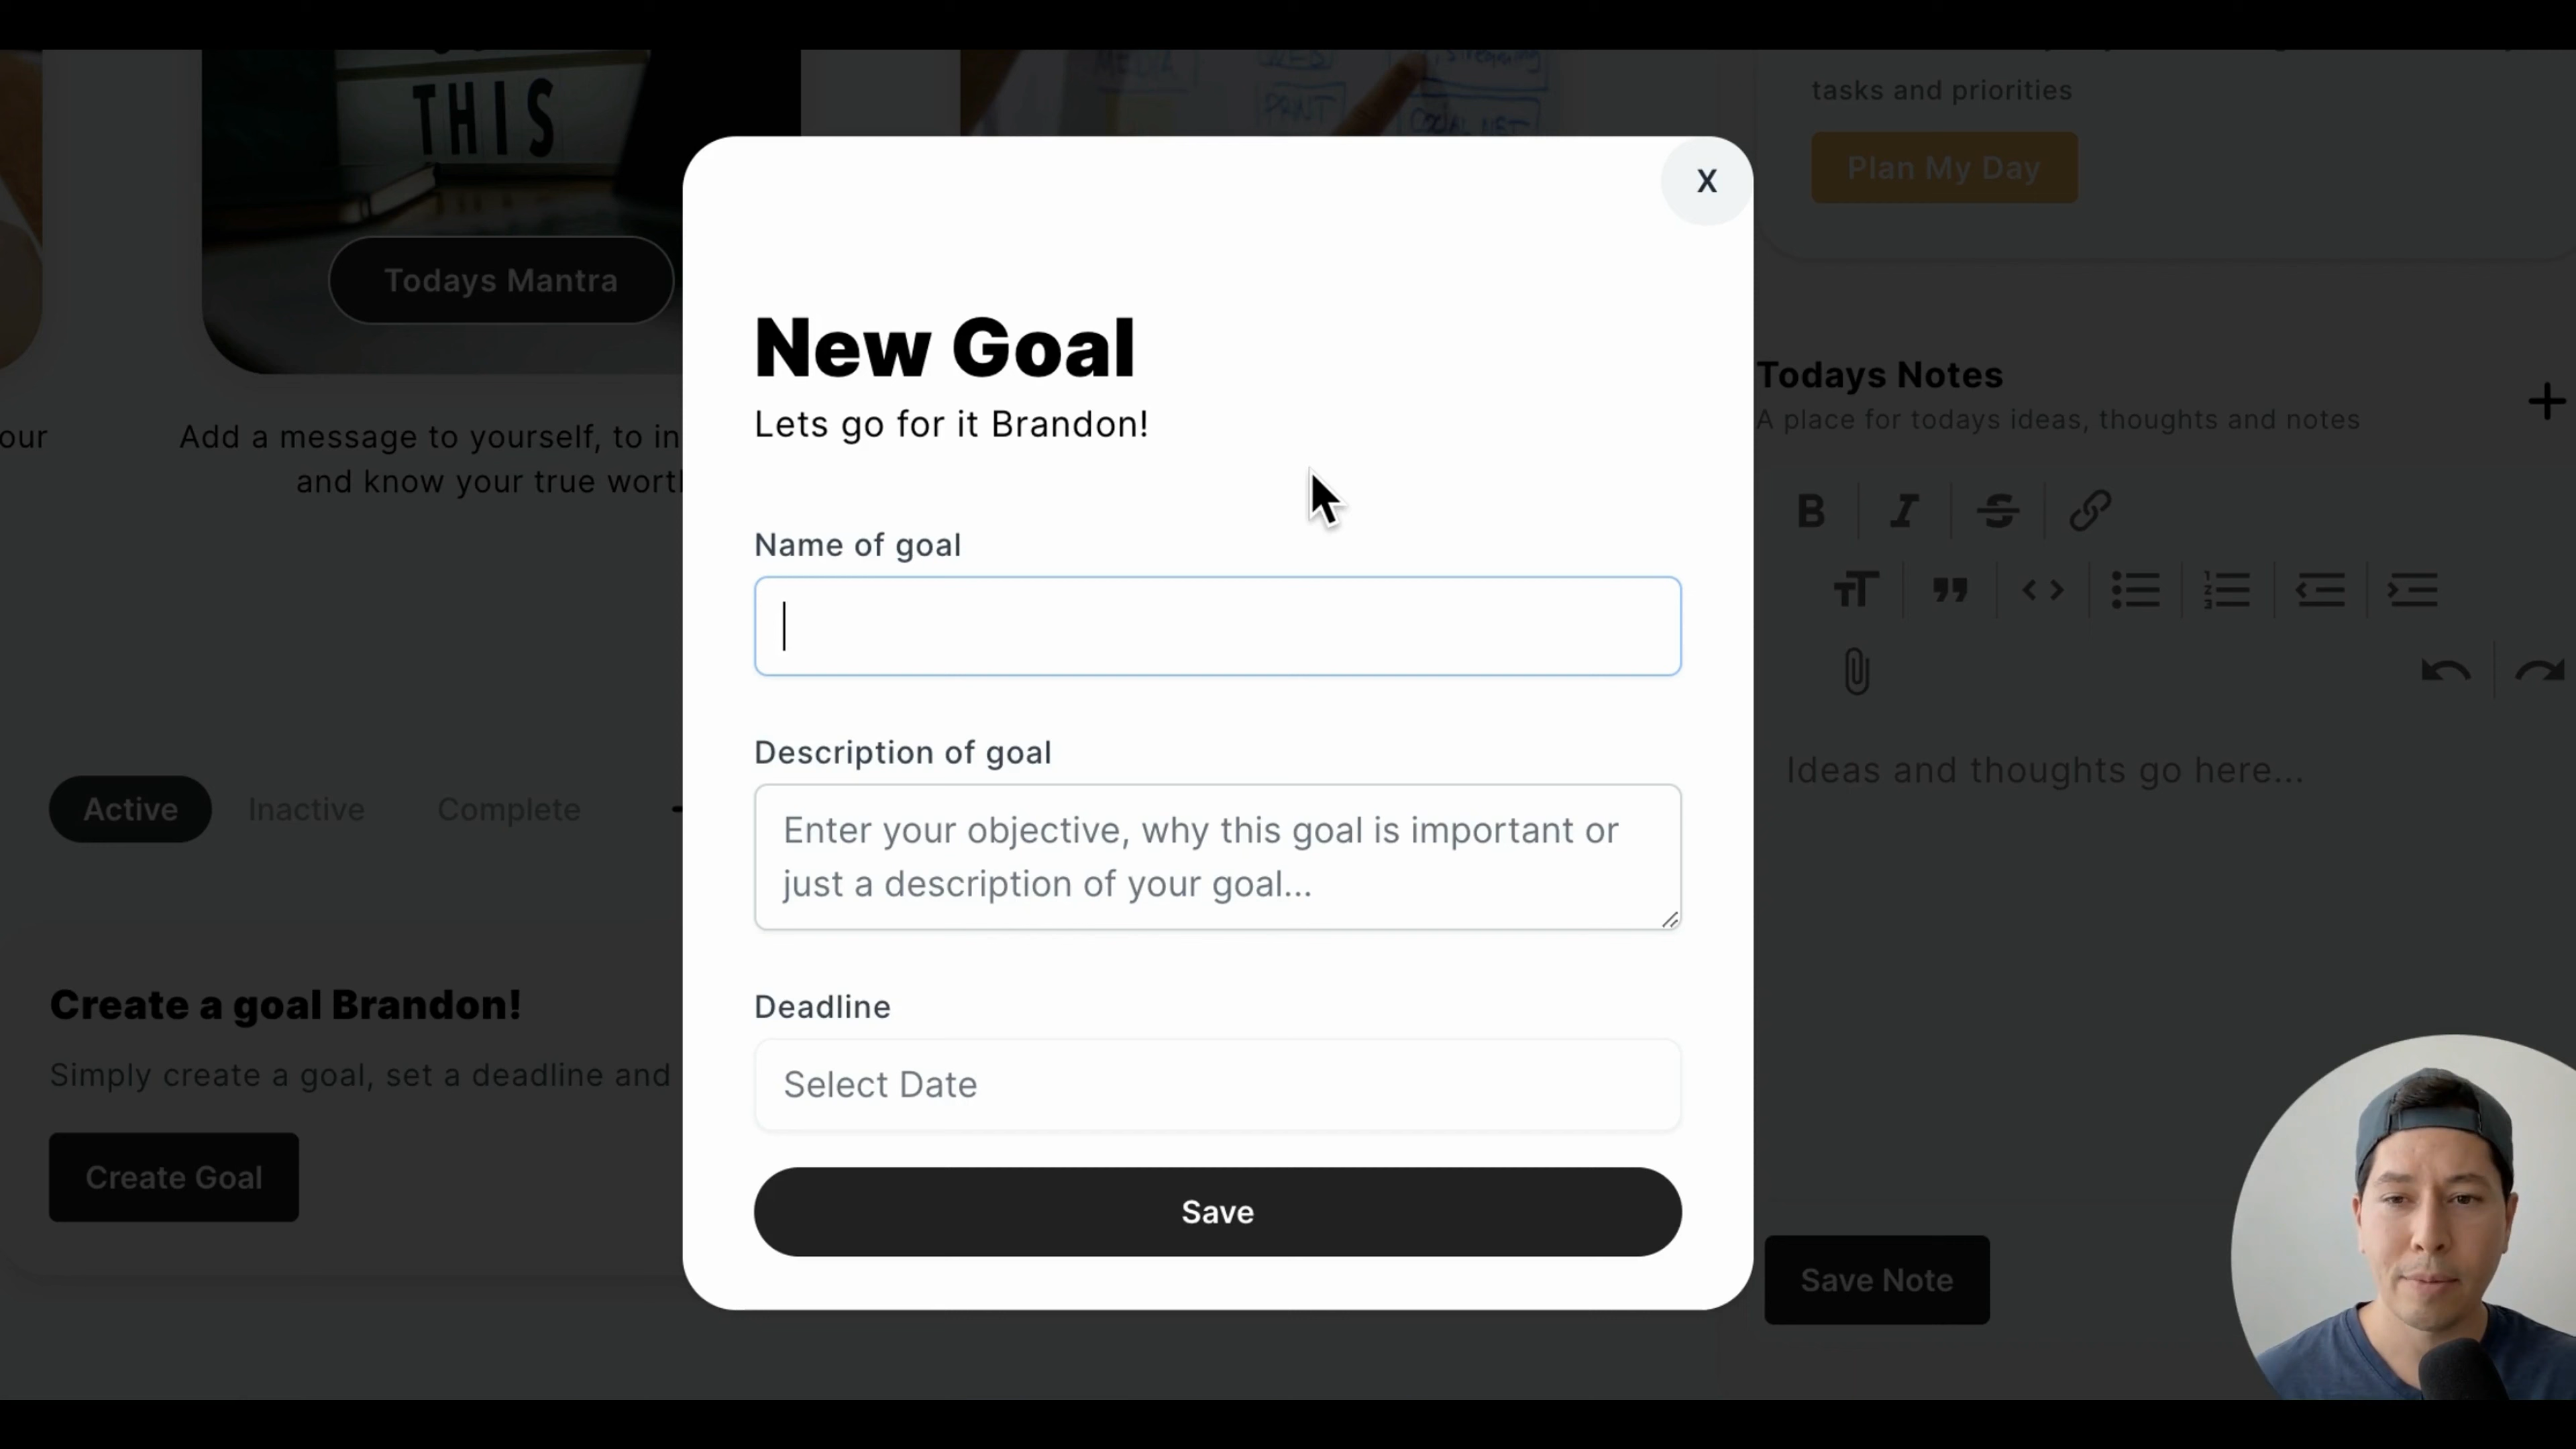 THIS
MEDIA
WEB
PRINT
tasks and priorities
Plan My Day
X
Todays Mantra
New Goal
Lets go for it Brandon!
Todays Notes
A place for todays ideas, thoughts and notes
our
Add a message to yourself, to in
and know your true wort
Name of goal
Description of goal
Enter your objective, why this goal is important or
just a description of your goal...
Ideas and thoughts go here...
Active
Inactive
Complete
Deadline
Select Date
Create a goal Brandon!
Simply create a goal, set a deadline and
Create Goal
Save
Save Note